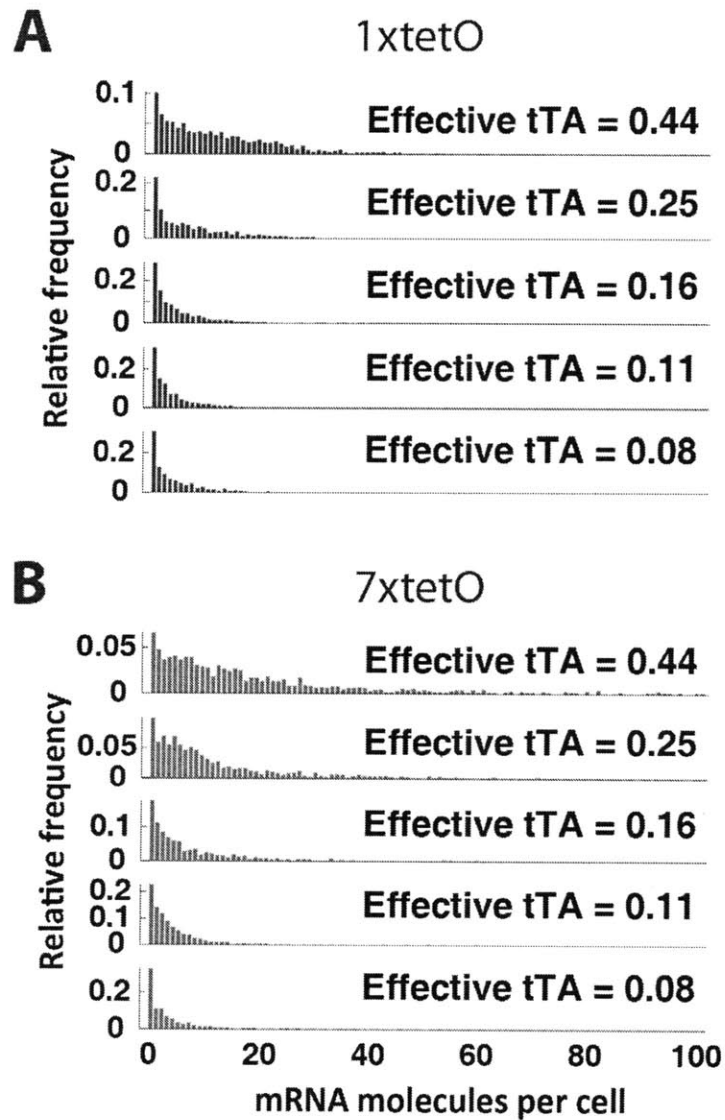 A
1xtetO
Relative frequency
0.1
0
Effective tTA = 0.44
0.2
0
Effective tTA = 0.25
0.2
0
Effective tTA = 0.16
0.2
0
Effective tTA = 0.11
0.2
0
Effective tTA = 0.08
B
7xtetO
Relative frequency
0.05
0
Effective tTA = 0.44
0.05
0
Effective tTA = 0.25
0.1
0
Effective tTA = 0.16
0.2
0.1
0
Effective tTA = 0.11
0.2
0
Effective tTA = 0.08
0 20 40 60 80 100
mRNA molecules per cell